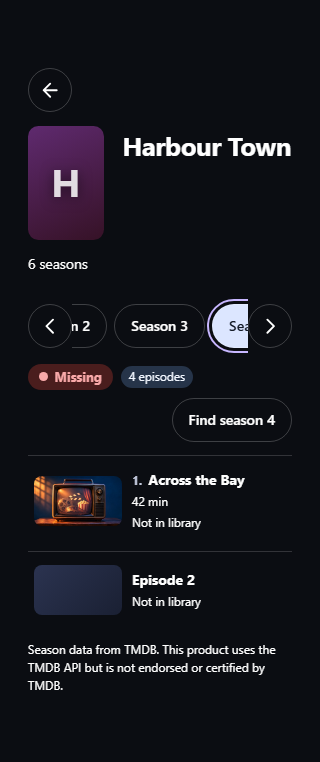 Harbour Town
H
6 seasons
n 2
Season 3
Sea
Missing
4 episodes
Find season 4
1. Across the Bay
42 min
Not in library
Episode 2
Not in library
Season data from TMDB. This product uses the
TMDB API but is not endorsed or certified by
TMDB.